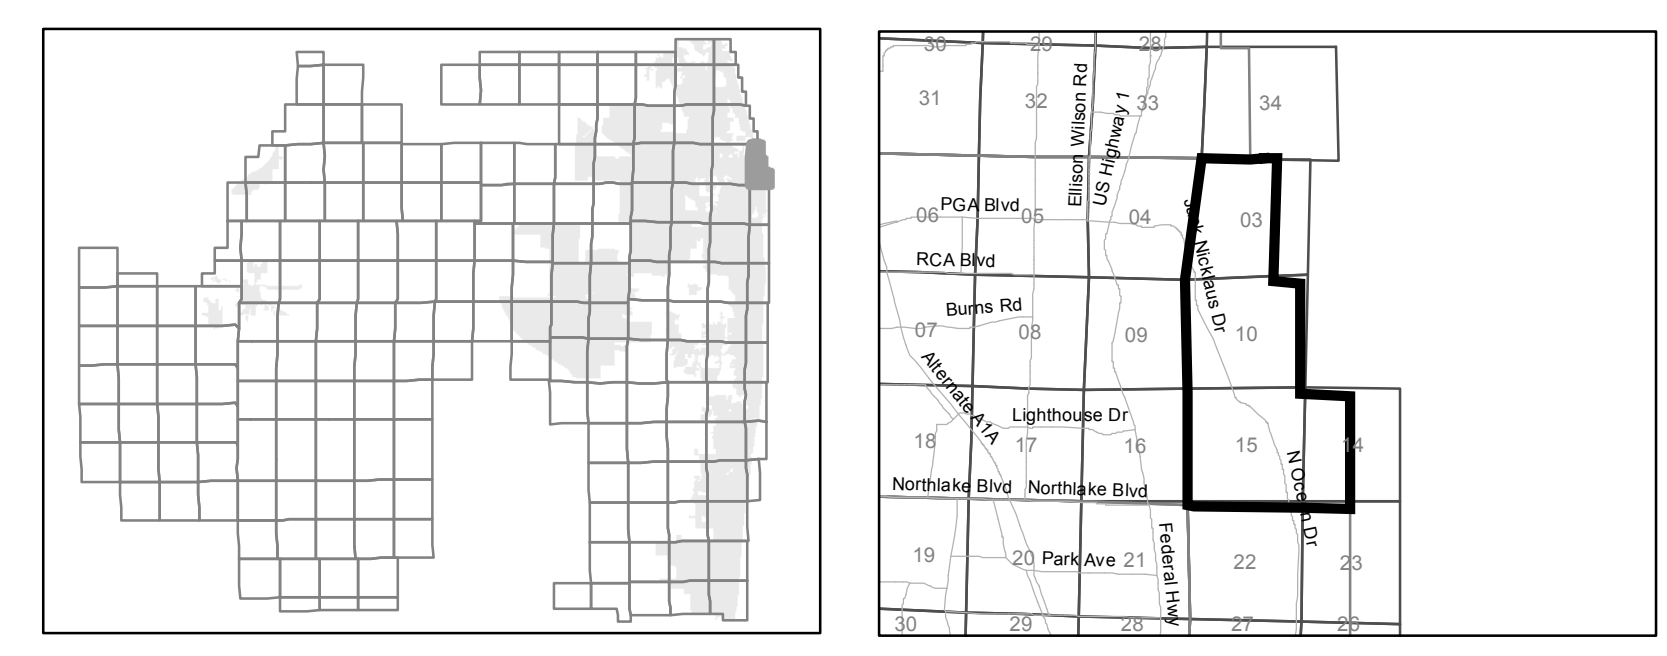 30 29 28
31 32 33 34
Ellison Wilson Rd
US Highway 1
PGA Blvd
06 05 04 03
Jack Nicklaus Dr
RCA Blvd
Burns Rd
07 08 09 10
Alternate A1A
Lighthouse Dr
18 17 16 15 14
N Ocean Dr
Northlake Blvd Northlake Blvd
Federal Hwy
19 20 Park Ave 21 22 23
30 29 28 27 26